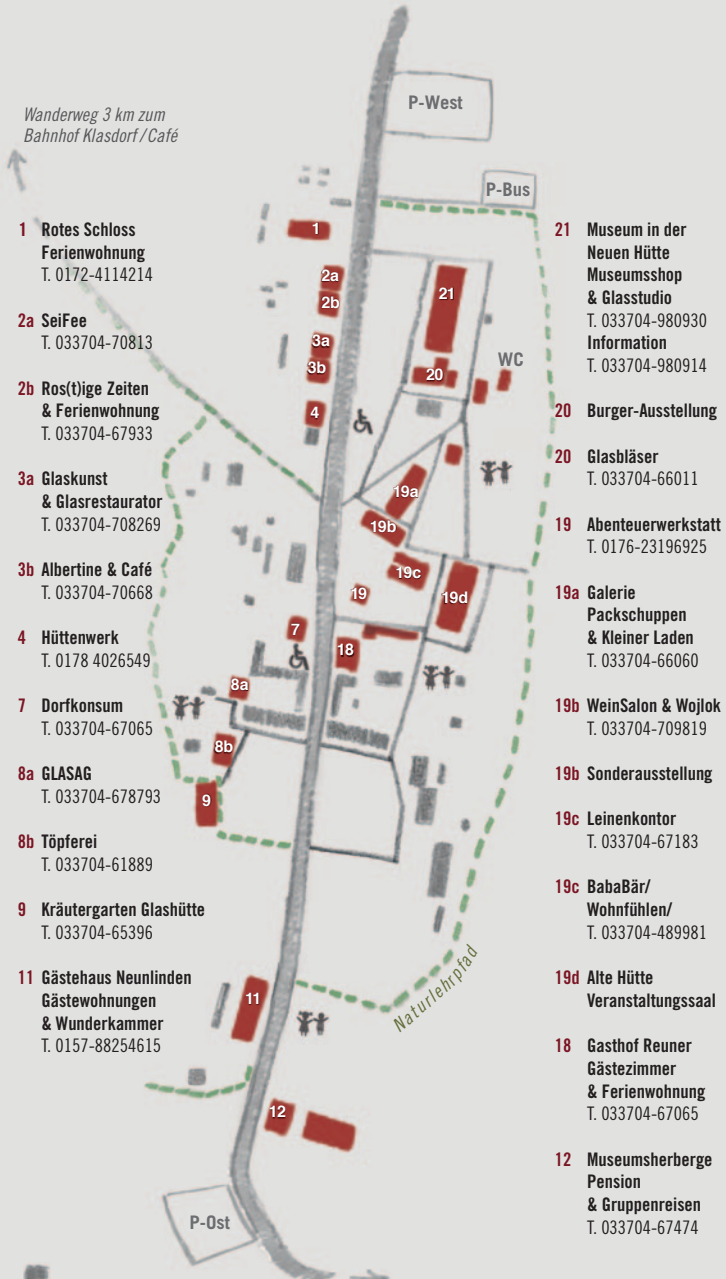 Wanderweg 3 km zum
Bahnhof Klasdorf / Café
1 Rotes Schloss
Ferienwohnung
T. 0172-4114214
2a SeiFee
T. 033704-70813
2b Ros(t)ige Zeiten
& Ferienwohnung
T. 033704-67933
3a Glaskunst
& Glasrestaurator
T. 033704-708269
3b Albertine & Café
T. 033704-70668
4 Hüttenwerk
T. 0178 4026549
7 Dorfkonsum
T. 033704-67065
8a GLASAG
T. 033704-678793
8b Töpferei
T. 033704-61889
9 Kräutergarten Glashütte
T. 033704-65396
11 Gästehaus Neunlinden
Gästewohnungen
& Wunderkammer
T. 0157-88254615
P-West
P-Bus
1
2a
2b
21
3a
3b
20
WC
4
19a
19b
19c
19
19d
7
18
8a
8b
9
Naturlehrpfad
11
12
P-Ost
21 Museum in der
Neuen Hütte
Museumsshop
& Glasstudio
T. 033704-980930
Information
T. 033704-980914
20 Burger-Ausstellung
20 Glasbläser
T. 033704-66011
19 Abenteuerwerkstatt
T. 0176-23196925
19a Galerie
Packschuppen
& Kleiner Laden
T. 033704-66060
19b WeinSalon & Wojlok
T. 033704-709819
19b Sonderausstellung
19c Leinenkontor
T. 033704-67183
19c BabaBär/
Wohnfühlen/
T. 033704-489981
19d Alte Hütte
Veranstaltungssaal
18 Gasthof Reuner
Gästezimmer
& Ferienwohnung
T. 033704-67065
12 Museumsherberge
Pension
& Gruppenreisen
T. 033704-67474